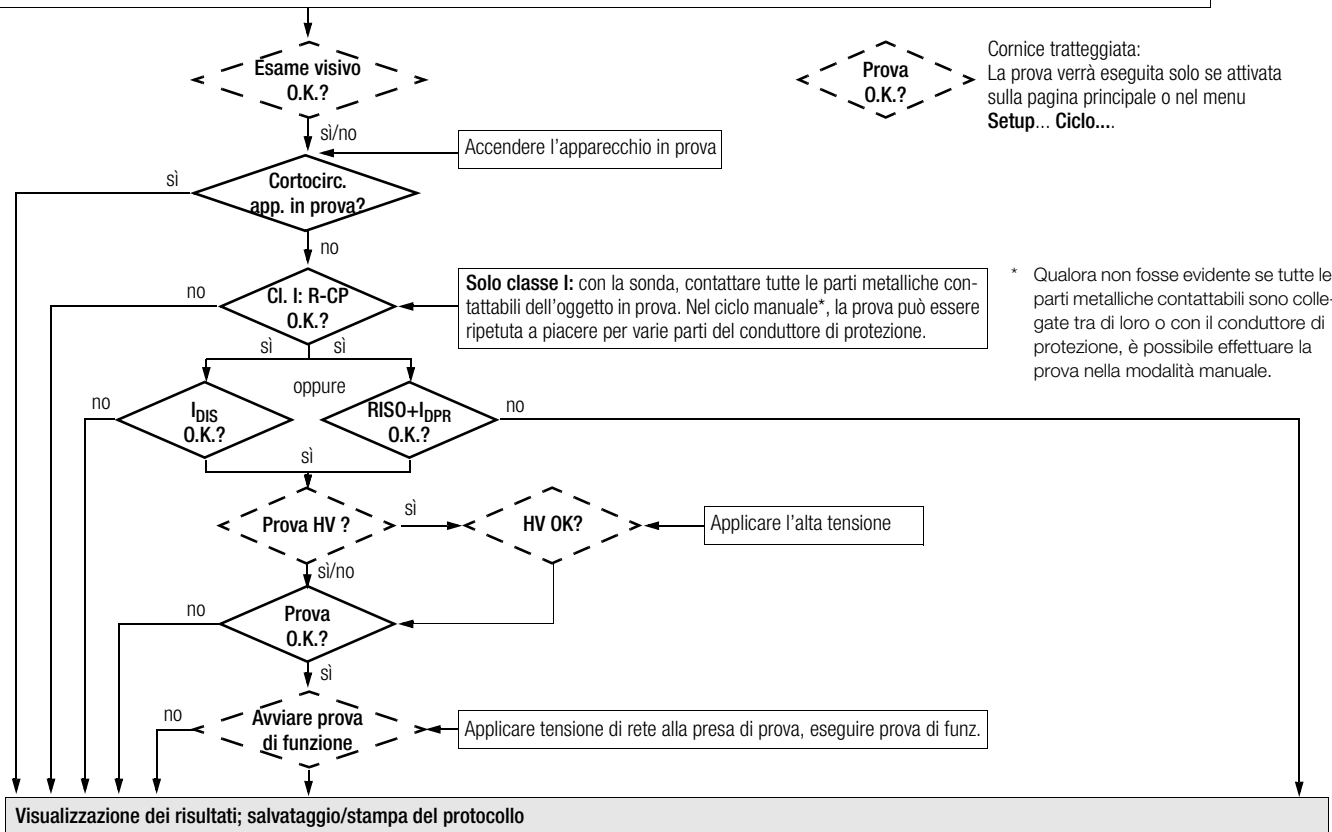 Esame visivo
O.K.?
Prova
O.K.?
Cornice tratteggiata:
La prova verrà eseguita solo se attivata
sulla pagina principale o nel menu
Setup... Ciclo....
sì/no
Accendere l'apparecchio in prova
sì
Cortocirc.
app. in prova?
no
no
Cl. I: R-CP
O.K.?
Solo classe I: con la sonda, contattare tutte le parti metalliche con-
tattabili dell'oggetto in prova. Nel ciclo manuale*, la prova può essere
ripetuta a piacere per varie parti del conduttore di protezione.
* Qualora non fosse evidente se tutte le
parti metalliche contattabili sono colle-
gate tra di loro o con il conduttore di
protezione, è possibile effettuare la
prova nella modalità manuale.
sì sì
oppure
no
IDIS
O.K.?
RISO+IDPR
O.K.?
no
sì
Prova HV ?
sì
HV OK?
Applicare l'alta tensione
sì/no
no
Prova
O.K.?
sì
no
Avviare prova
di funzione
Applicare tensione di rete alla presa di prova, eseguire prova di funz.
Visualizzazione dei risultati; salvataggio/stampa del protocollo